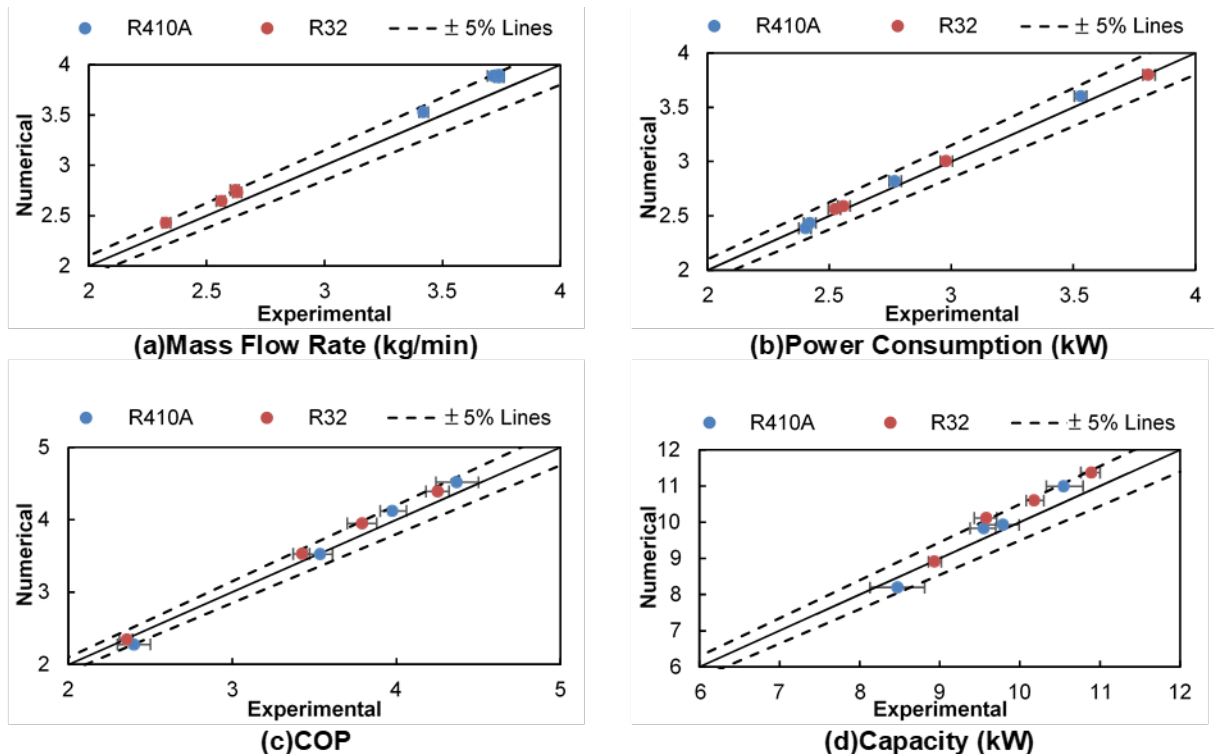 R410A R32 ± 5% Lines
4
3.5
3
2.5
2
Numerical
2 2.5 3 3.5 4
Experimental
(a)Mass Flow Rate (kg/min)
R410A R32 ± 5% Lines
4
3.5
3
2.5
2
Numerical
2 2.5 3 3.5 4
Experimental
(b)Power Consumption (kW)
R410A R32 ± 5% Lines
5
4
3
2
Numerical
2 3 4 5
Experimental
(c)COP
R410A R32 ± 5% Lines
12
11
10
9
8
7
6
Numerical
6 7 8 9 10 11 12
Experimental
(d)Capacity (kW)